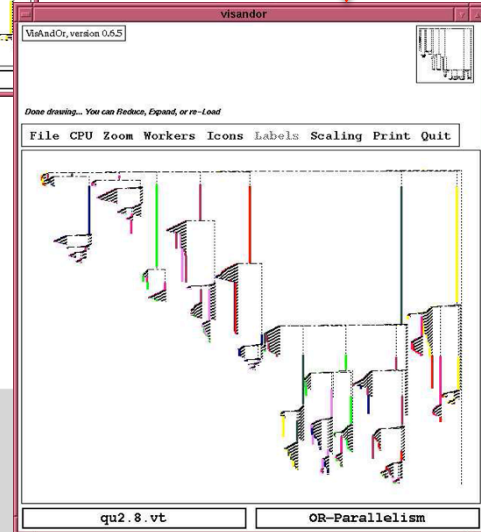 visandor
VisAndOr, version 0.6.5
Done drawing... You can Reduce, Expand, or re-Load
File CPU Zoom Workers Icons Labels Scaling Print Quit
qu2.8.vt
OR-Parallelism